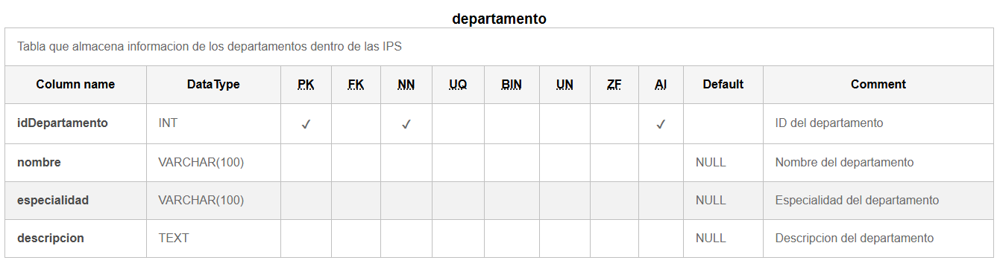 departamento
Tabla que almacena informacion de los departamentos dentro de las IPS
Column name DataType PK FK NN UQ BIN UN ZF AI Default Comment
idDepartamento INT ✓ ✓ ✓ ID del departamento
nombre VARCHAR(100) NULL Nombre del departamento
especialidad VARCHAR(100) NULL Especialidad del departamento
descripcion TEXT NULL Descripcion del departamento